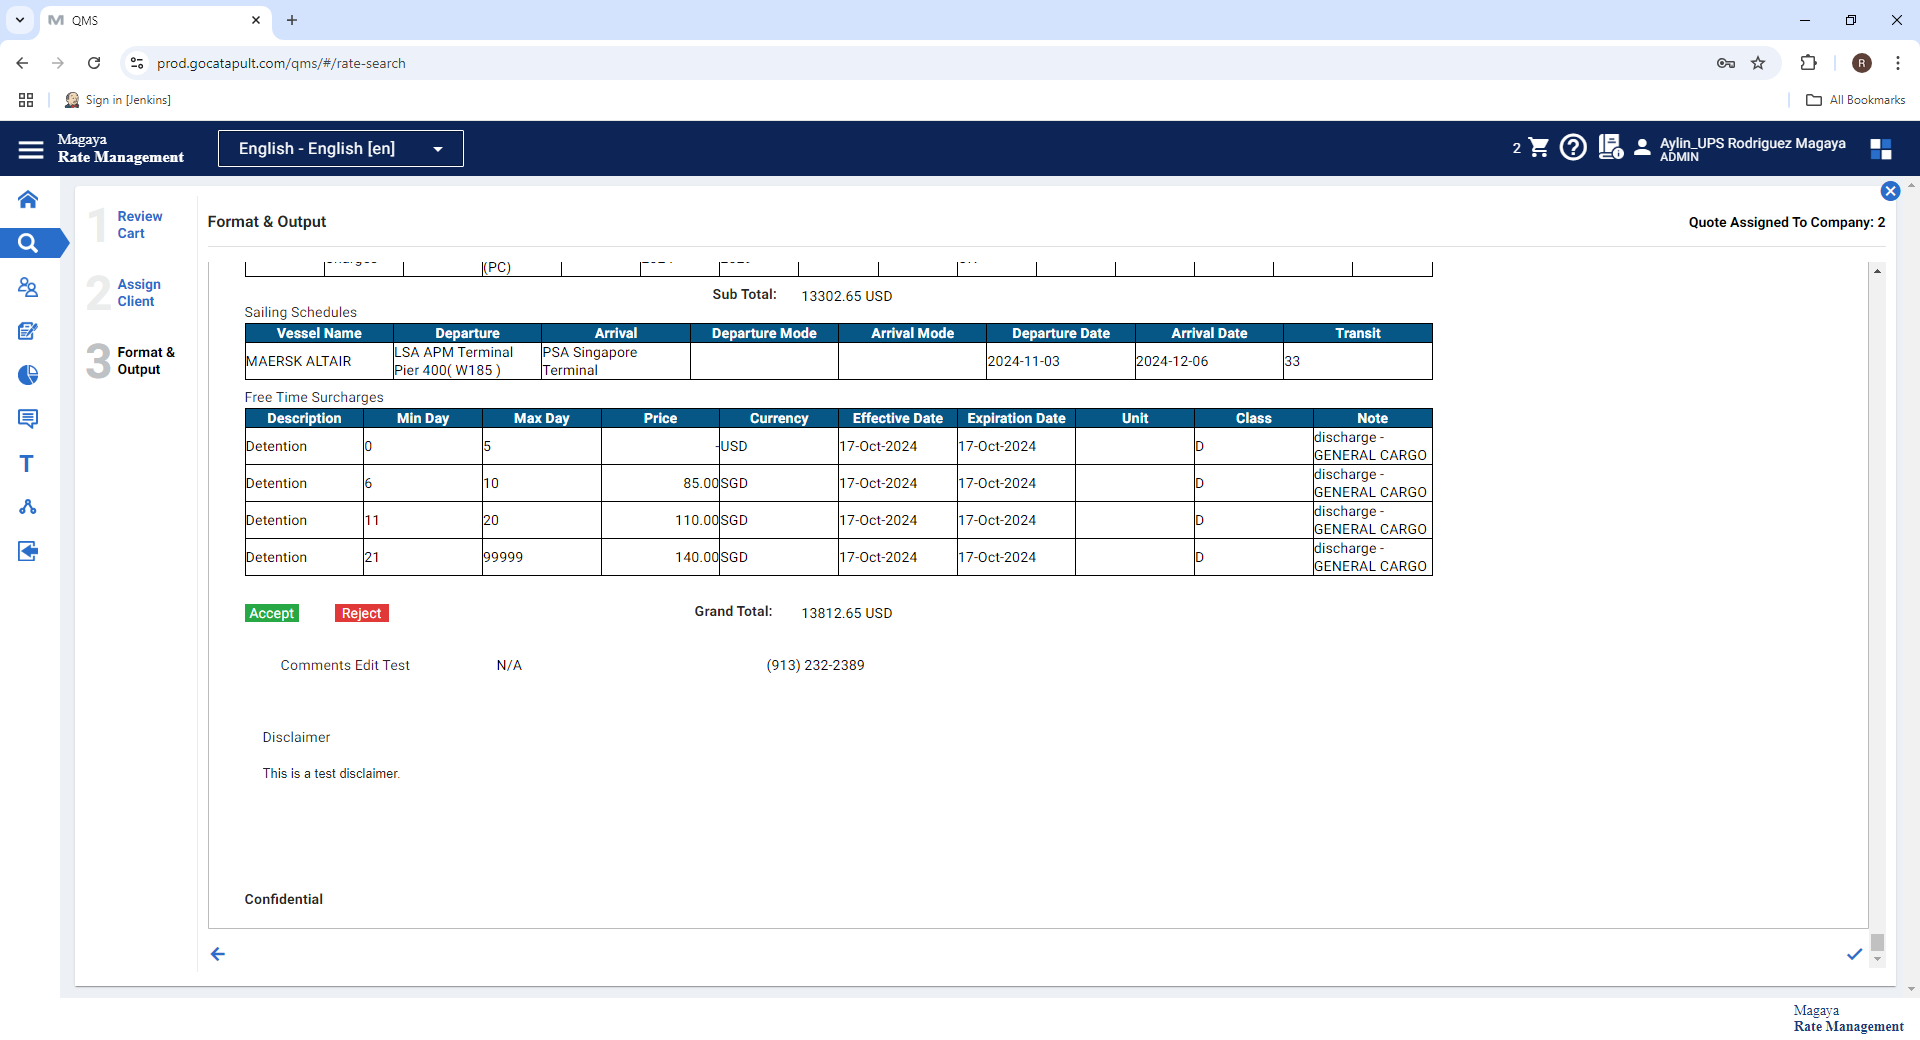 QMS
prod.gocatapult.com/qms/#/rate-search
R
Sign in [Jenkins]
All Bookmarks
Magaya
Rate Management
English - English [en]
2
Aylin_UPS Rodriguez Magaya
ADMIN
1 Review Cart
2 Assign Client
3 Format & Output
Format & Output
Quote Assigned To Company: 2
(PC)
Sub Total: 13302.65 USD
Sailing Schedules
Vessel Name Departure Arrival Departure Mode Arrival Mode Departure Date Arrival Date Transit
MAERSK ALTAIR LSA APM Terminal Pier 400( W185 ) PSA Singapore Terminal 2024-11-03 2024-12-06 33
Free Time Surcharges
Description Min Day Max Day Price Currency Effective Date Expiration Date Unit Class Note
Detention 0 5 - USD 17-Oct-2024 17-Oct-2024 D discharge - GENERAL CARGO
Detention 6 10 85.00 SGD 17-Oct-2024 17-Oct-2024 D discharge - GENERAL CARGO
Detention 11 20 110.00 SGD 17-Oct-2024 17-Oct-2024 D discharge - GENERAL CARGO
Detention 21 99999 140.00 SGD 17-Oct-2024 17-Oct-2024 D discharge - GENERAL CARGO
Accept Reject Grand Total: 13812.65 USD
Comments Edit Test N/A (913) 232-2389
Disclaimer
This is a test disclaimer.
Confidential
Magaya
Rate Management